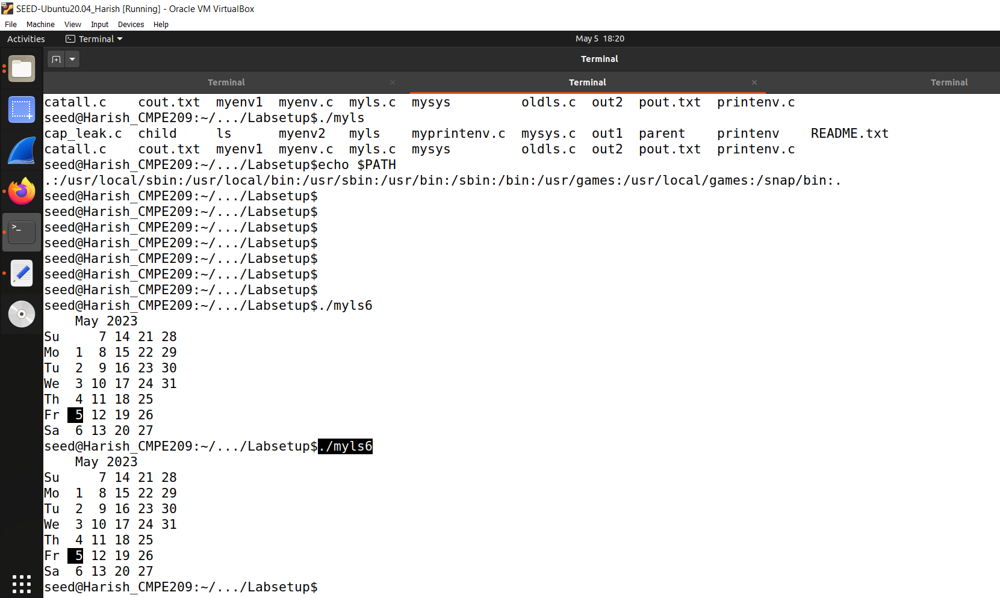 SEED-Ubuntu20.04_Harish [Running] - Oracle VM VirtualBox
File Machine View Input Devices Help
Activities Terminal May 5 18:20
Terminal
Terminal × Terminal × Terminal
catall.c    cout.txt  myenv1  myenv.c  myls.c  mysys         oldls.c  out2  pout.txt  printenv.c
seed@Harish_CMPE209:~/.../Labsetup$./myls
cap_leak.c  child     ls      myenv2   myls    myprintenv.c  mysys.c  out1  parent    printenv    README.txt
catall.c    cout.txt  myenv1  myenv.c  myls.c  mysys         oldls.c  out2  pout.txt  printenv.c
seed@Harish_CMPE209:~/.../Labsetup$echo $PATH
.:/usr/local/sbin:/usr/local/bin:/usr/sbin:/usr/bin:/sbin:/bin:/usr/games:/usr/local/games:/snap/bin:.
seed@Harish_CMPE209:~/.../Labsetup$
seed@Harish_CMPE209:~/.../Labsetup$
seed@Harish_CMPE209:~/.../Labsetup$
seed@Harish_CMPE209:~/.../Labsetup$
seed@Harish_CMPE209:~/.../Labsetup$
seed@Harish_CMPE209:~/.../Labsetup$
seed@Harish_CMPE209:~/.../Labsetup$
seed@Harish_CMPE209:~/.../Labsetup$./myls6
    May 2023
Su     7 14 21 28
Mo  1  8 15 22 29
Tu  2  9 16 23 30
We  3 10 17 24 31
Th  4 11 18 25
Fr  5 12 19 26
Sa  6 13 20 27
seed@Harish_CMPE209:~/.../Labsetup$./myls6
    May 2023
Su     7 14 21 28
Mo  1  8 15 22 29
Tu  2  9 16 23 30
We  3 10 17 24 31
Th  4 11 18 25
Fr  5 12 19 26
Sa  6 13 20 27
seed@Harish_CMPE209:~/.../Labsetup$